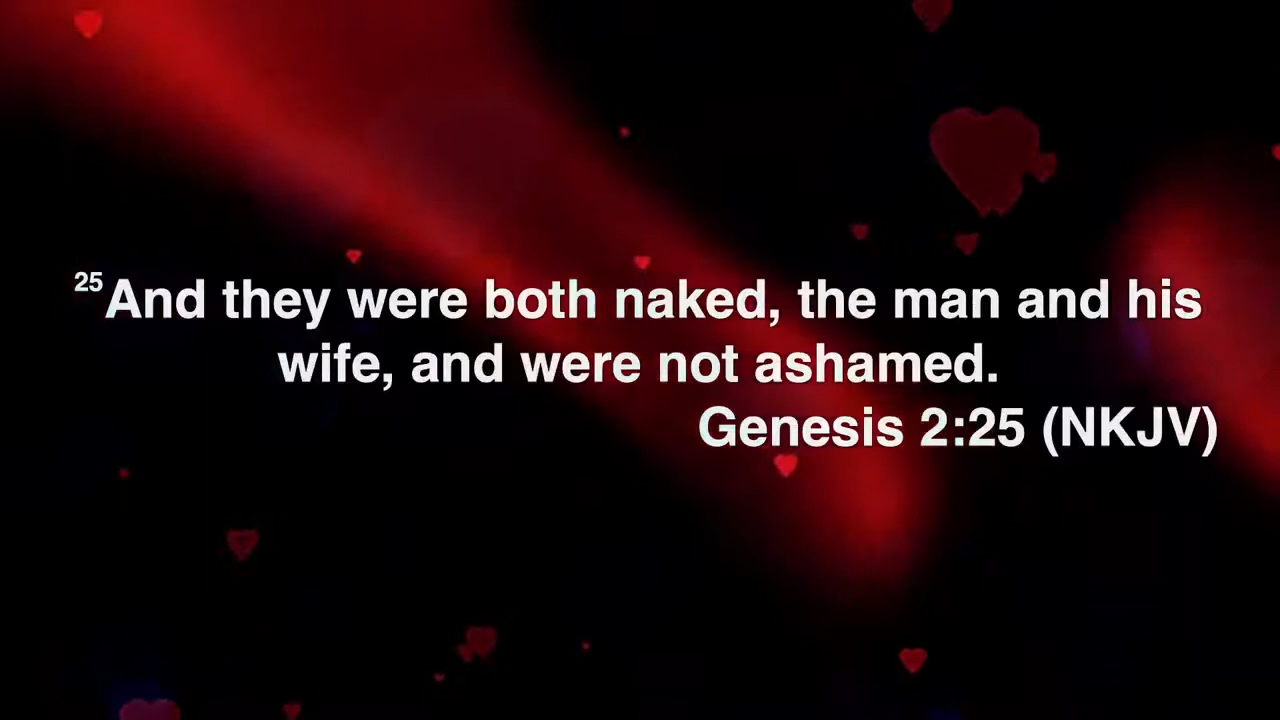 25And they were both naked, the man and his
wife, and were not ashamed.
Genesis 2:25 (NKJV)